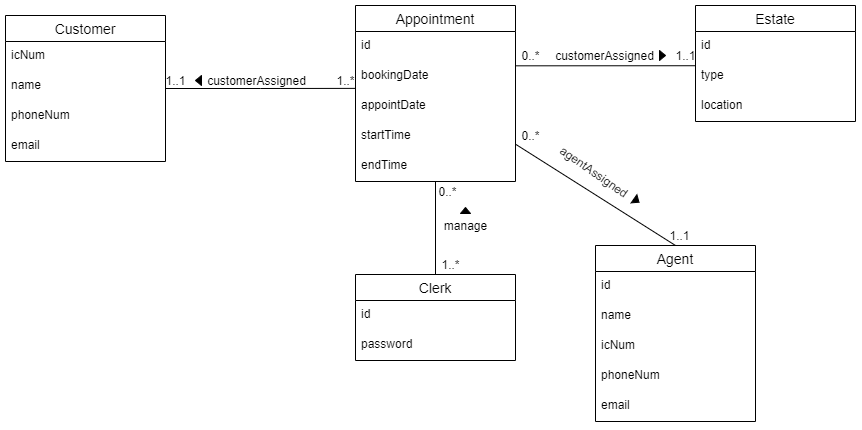 Customer
icNum
name
phoneNum
email
1..1
customerAssigned
1..*
Appointment
id
bookingDate
appointDate
startTime
endTime
0..*
customerAssigned
1..1
Estate
id
type
location
0..*
agentAssigned
1..1
0..*
manage
1..*
Clerk
id
password
Agent
id
name
icNum
phoneNum
email